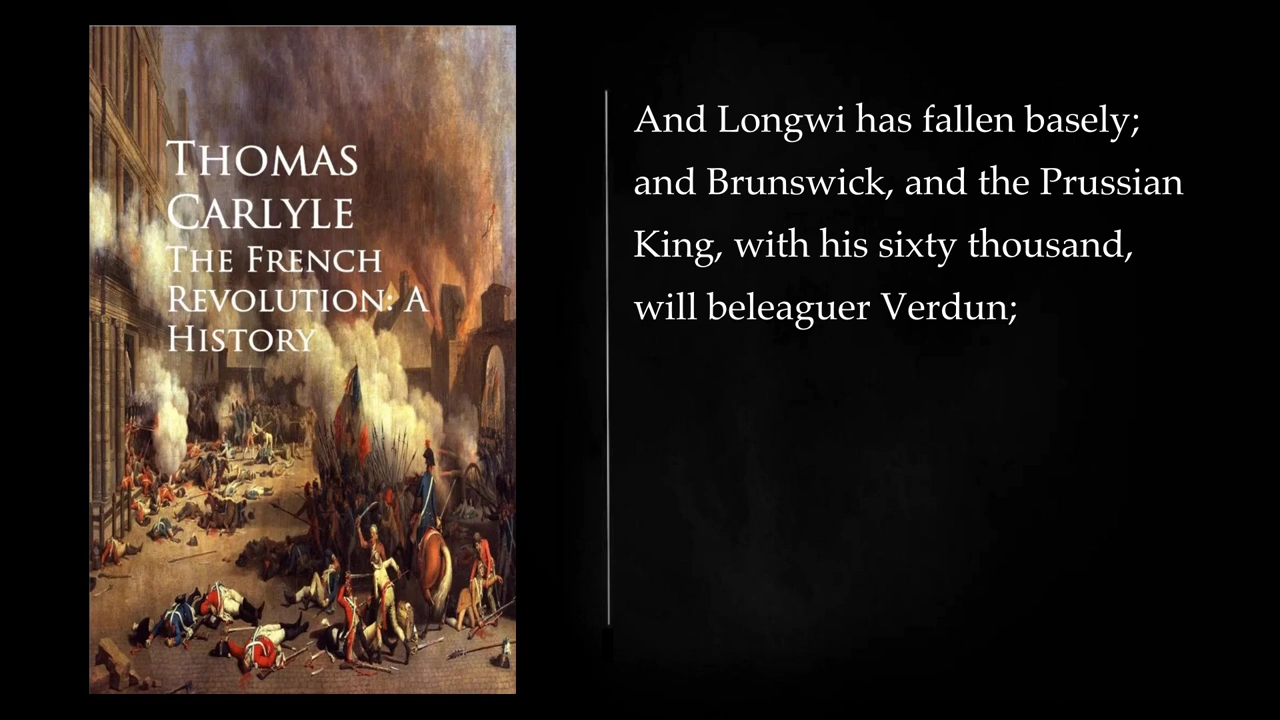 THOMAS
CARLYLE
THE FRENCH
REVOLUTION: A
HISTORY
And Longwi has fallen basely;
and Brunswick, and the Prussian
King, with his sixty thousand,
will beleaguer Verdun;